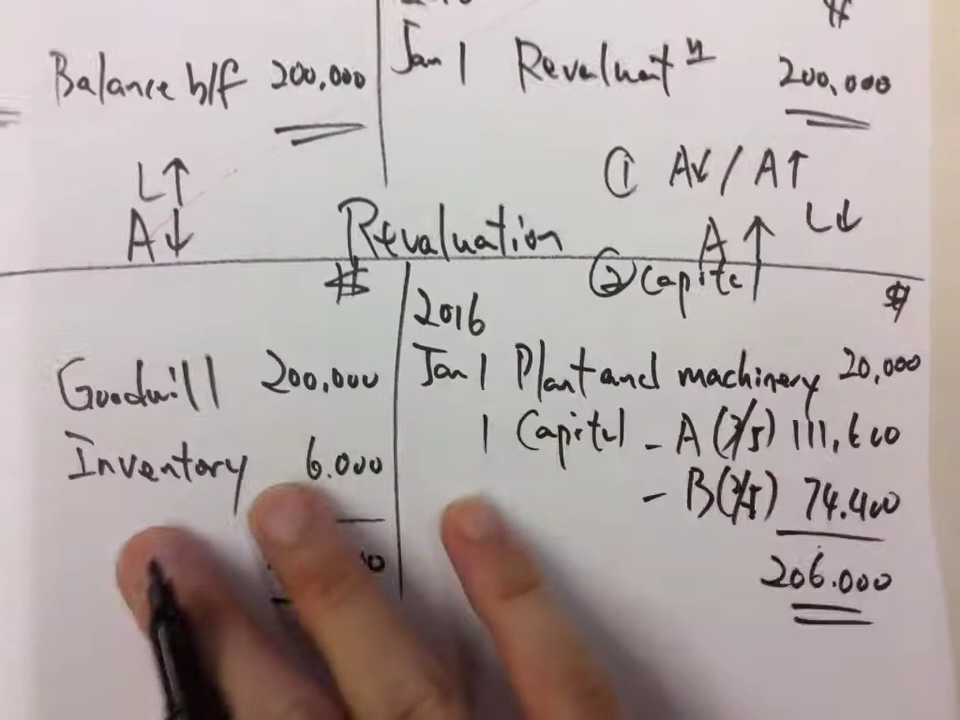 Balance b/f 200,000
Jan 1 Revaluatⁿ 200,000
L↑
A↓
① A↓ / A↑
A↑ L↓
② Capital
Revaluation
$
$
Goodwill 200,000
Inventory 6.000
2016
Jan 1 Plant and machinery 20,000
1 Capital - A (3/5) 111,600
- B (2/5) 74.400
206.000